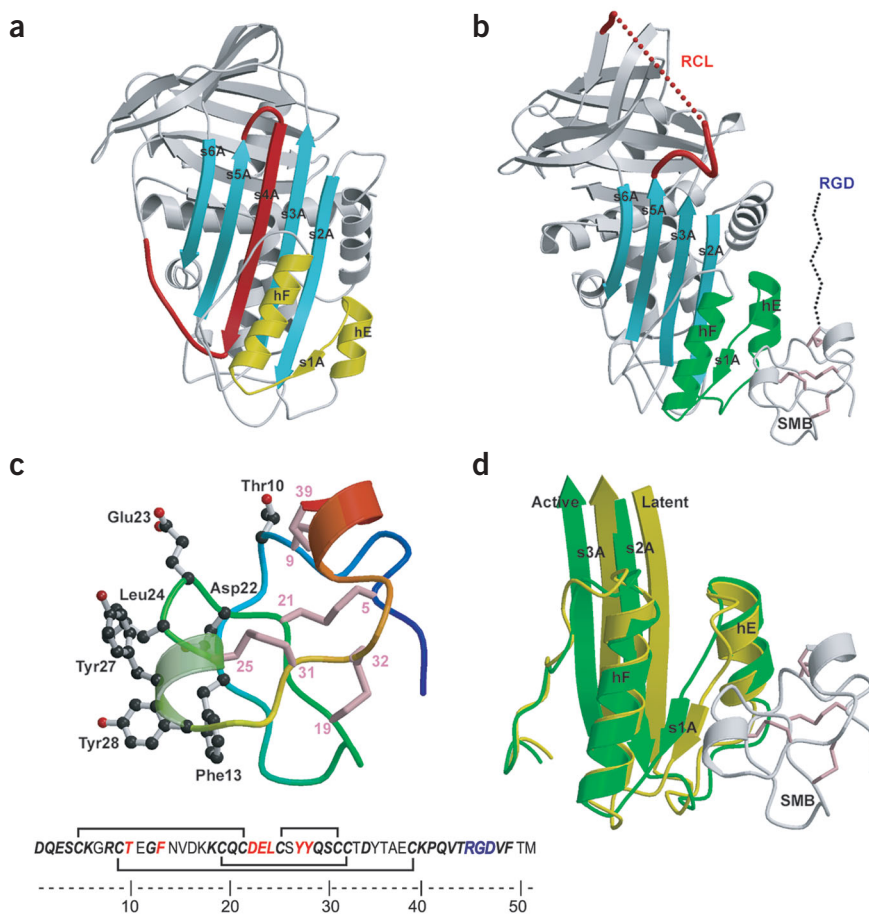 a
s6A
s5A
s4A
s3A
s2A
hF
hE
s1A
b
RCL
RGD
s6A
s5A
s3A
s2A
hF
hE
s1A
SMB
c
Thr10
39
Glu23
9
Leu24
Asp22
21
5
Tyr27
25
31
32
19
Tyr28
Phe13
DQESCKGRCTEGFNVDKKCQCDELCSYYQSCCTDYTAECKPQVTRGDVFTM
10 20 30 40 50
d
Active
Latent
s3A
s2A
hE
hF
s1A
SMB